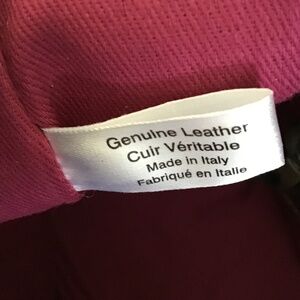 Genuine Leather
Cuir Véritable
Made in Italy
Fabriqué en Italie